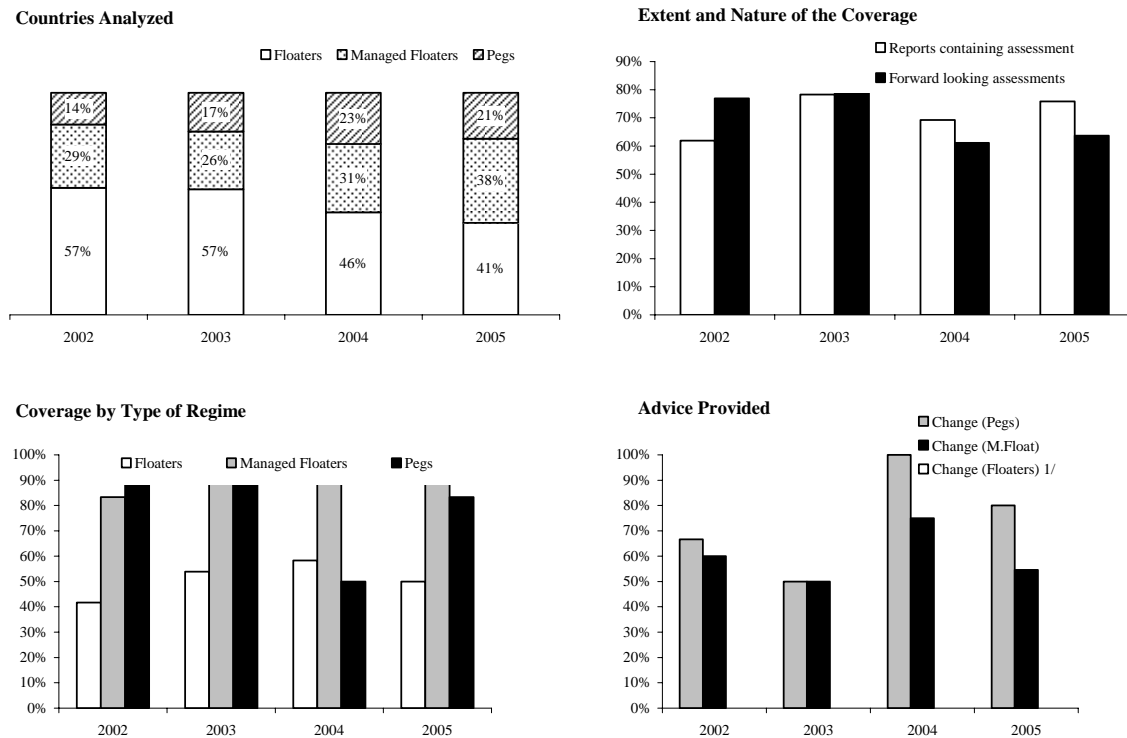 Countries Analyzed
Floaters Managed Floaters Pegs
14% 17% 23% 21%
29% 26% 31% 38%
57% 57% 46% 41%
2002 2003 2004 2005
Extent and Nature of the Coverage
Reports containing assessment
Forward looking assessments
90%
80%
70%
60%
50%
40%
30%
20%
10%
0%
2002 2003 2004 2005
Coverage by Type of Regime
Floaters Managed Floaters Pegs
100%
90%
80%
70%
60%
50%
40%
30%
20%
10%
0%
2002 2003 2004 2005
Advice Provided
Change (Pegs)
Change (M.Float)
Change (Floaters) 1/
100%
90%
80%
70%
60%
50%
40%
30%
20%
10%
0%
2002 2003 2004 2005